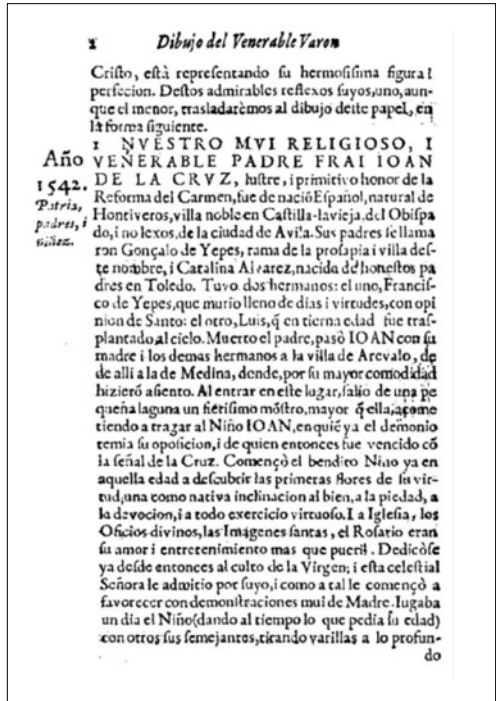 2 Dibujo del Venerable Varon
Cristo, està representando su hermosissima figura i
perfecion. Destos admirables reflexos suyos, uno, aun-
que el menor, trasladarèmos al dibujo deste papel, en
la forma siguiente.
1 NVESTRO MVI RELIGIOSO, I
Año VENERABLE PADRE FRAI IOAN
1542. DE LA CRVZ, lustre, i primitivo honor de la
Patria, Reforma del Carmen, fue de nació Español, natural de
padres, i Hontiveros, villa noble en Castilla-lavieja, del Obispa
niñez. do, i no lexos, de la ciudad de Avila. Sus padres se llama
ron Gonçalo de Yepes, rama de la prosapia i villa des-
te nombre, i Catalina Alvarez, nacida de honestos pa
dres en Toledo. Tuvo dos hermanos: el uno, Francis-
co de Yepes, que murio lleno de dias i virtudes, con opi
nion de Santo: el otro, Luis, q̃ en tierna edad fue tras-
plantado al cielo. Muerto el padre, pasò IOAN con su
madre i los demas hermanos a la villa de Arevalo, de
de alli a la de Medina, dende, por su mayor comodidad
hizierõ asiento. Al entrar en este lugar, salio de una pe
queña laguna un fierisimo mõstro, mayor q̃ ella, acome
tiendo a tragar al Niño IOAN, en quiẽ ya el demonio
temia su oposicion, i de quien entonces fue vencido cõ
la señal de la Cruz. Començò el bendito Nino ya en
aquella edad a descubrir las primeras flores de su vir-
tud, una como nativa inclinacion al bien, a la piedad, a
la devocion, i a todo exercicio virtuoso. La Iglesia, los
Oficios divinos, las Imágenes santas, el Rosario eran
su amor i entretenimiento mas que pueril. Dedicòse
ya desde entonces al culto de la Virgen; i esta celestial
Señora le admitio por suyo, i como a tal le començò a
favorecer con demonstraciones mui de Madre. Iugaba
un dia el Niño (dando al tiempo lo que pedia su edad)
con otros sus semejantes, tirando varillas a lo profun-
do